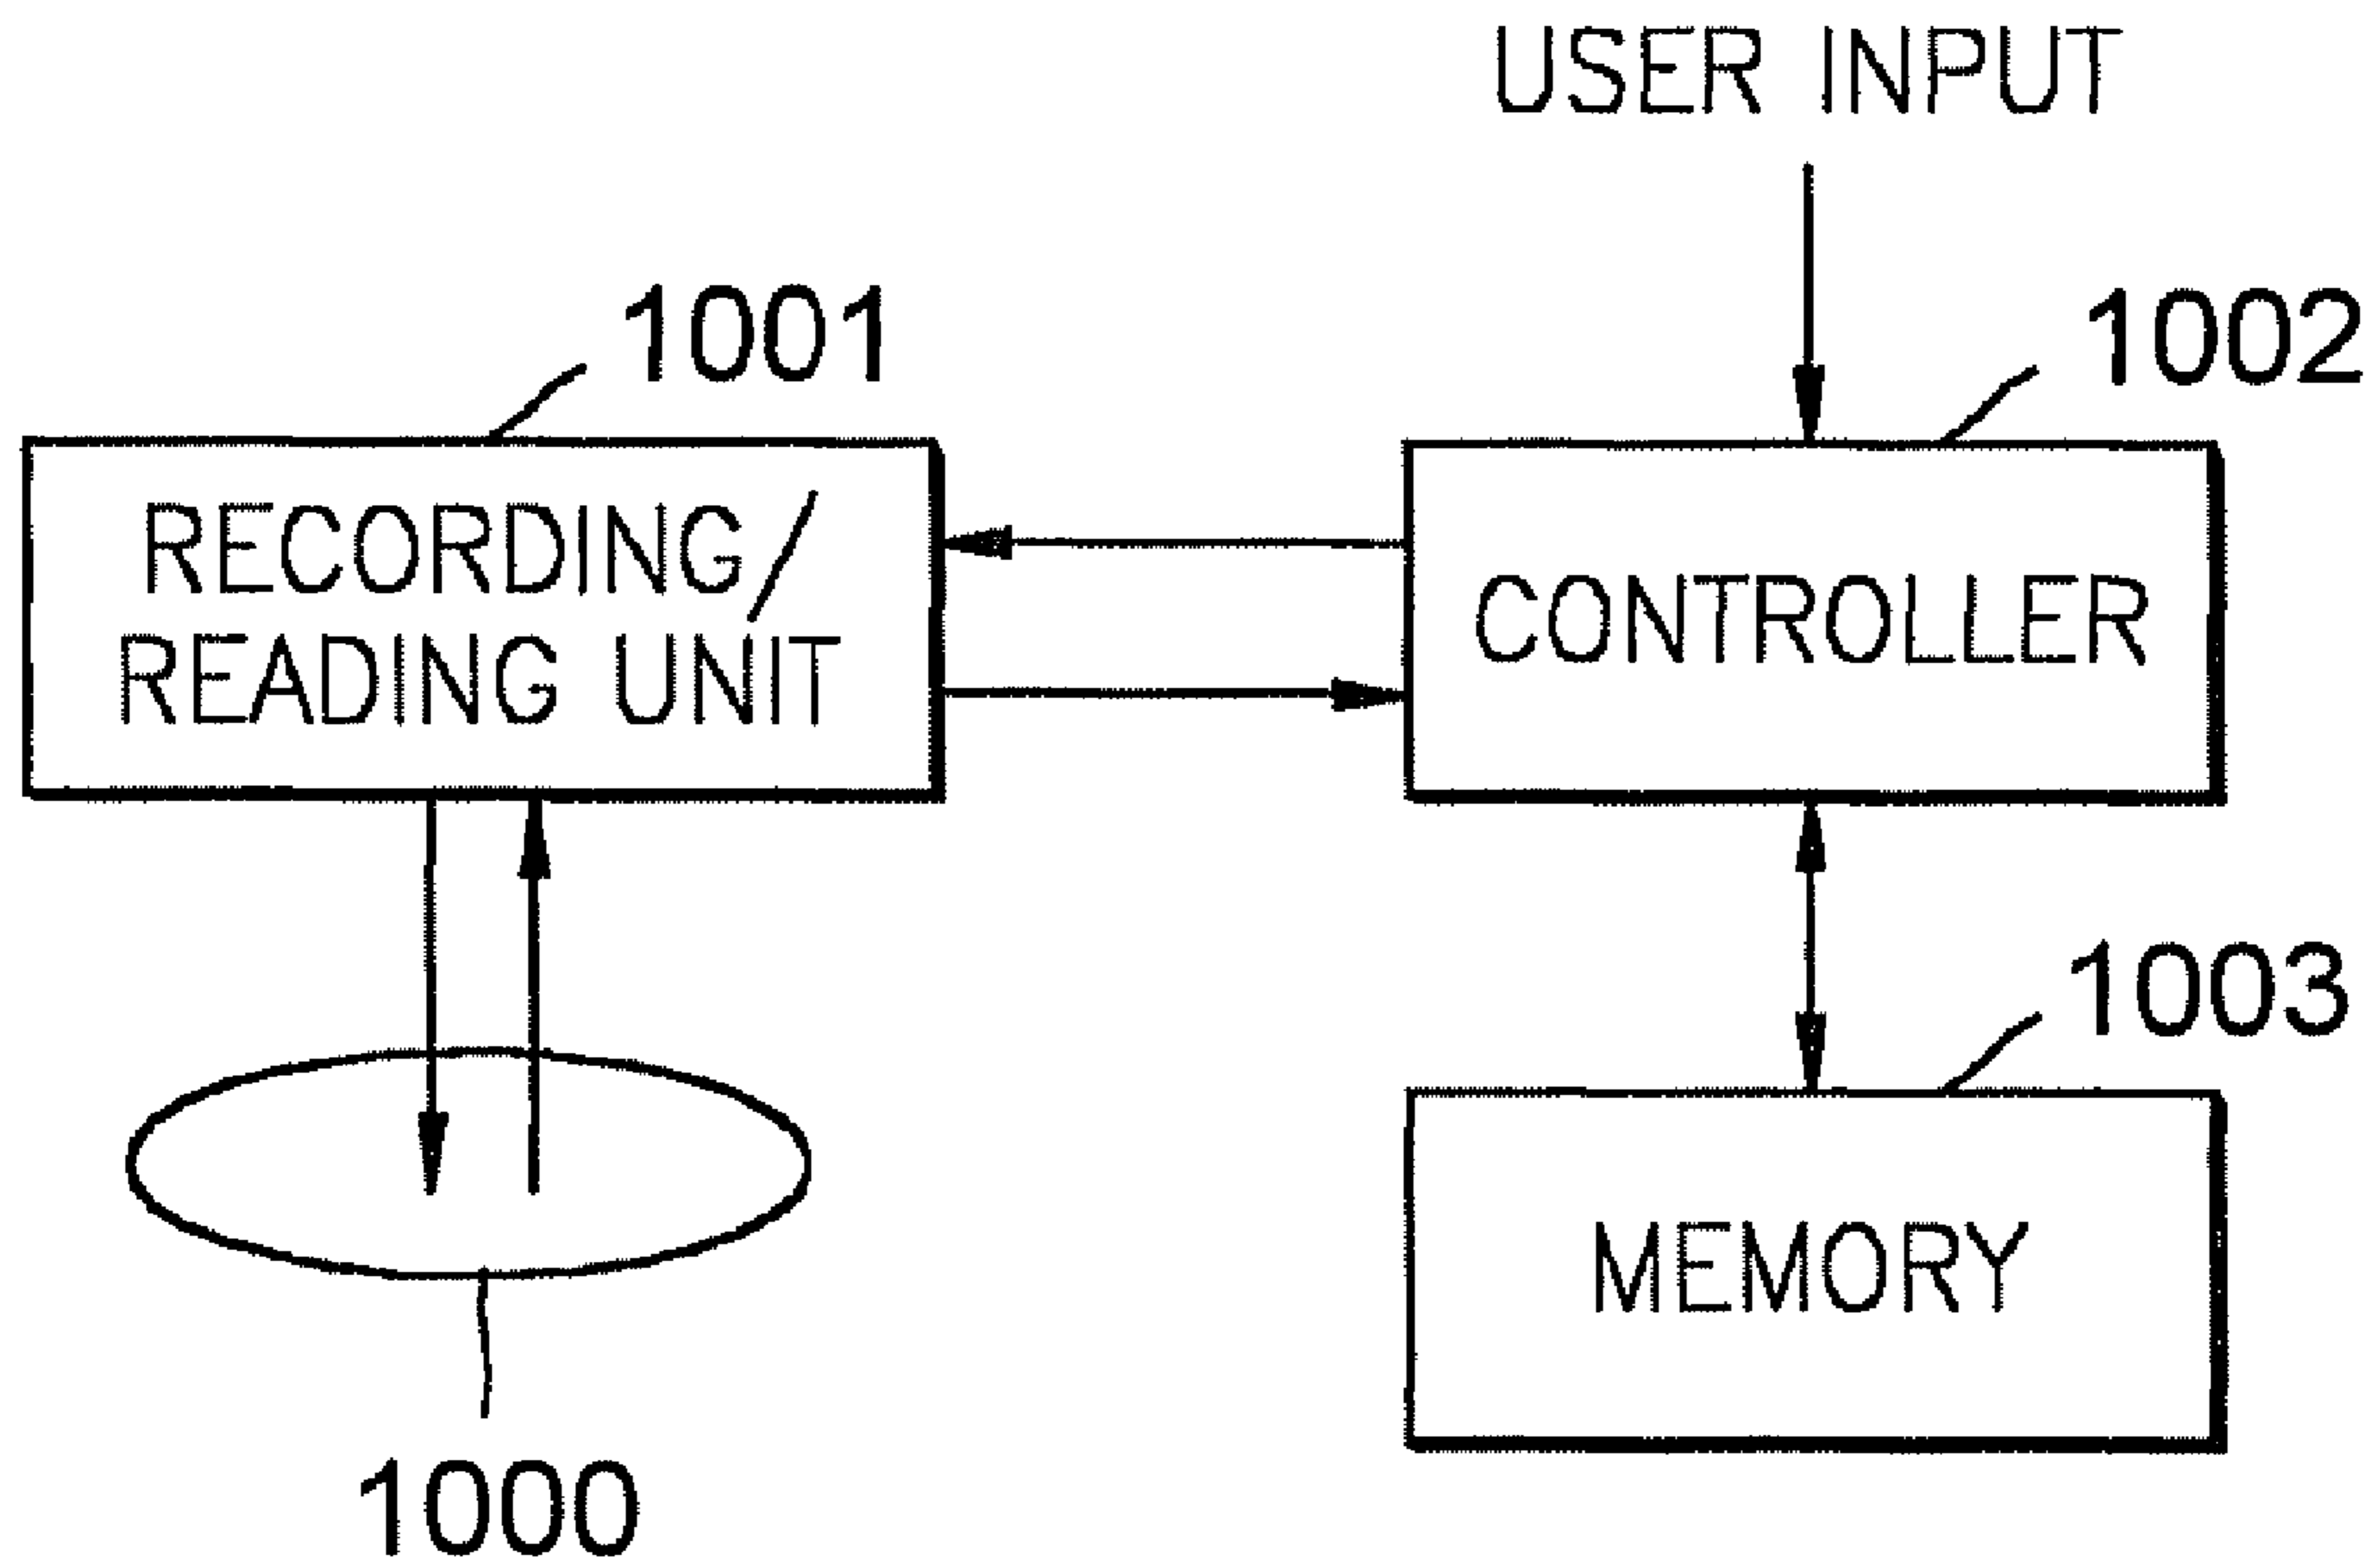 USER INPUT
1001
1002
RECORDING/
READING UNIT
CONTROLLER
1003
MEMORY
1000